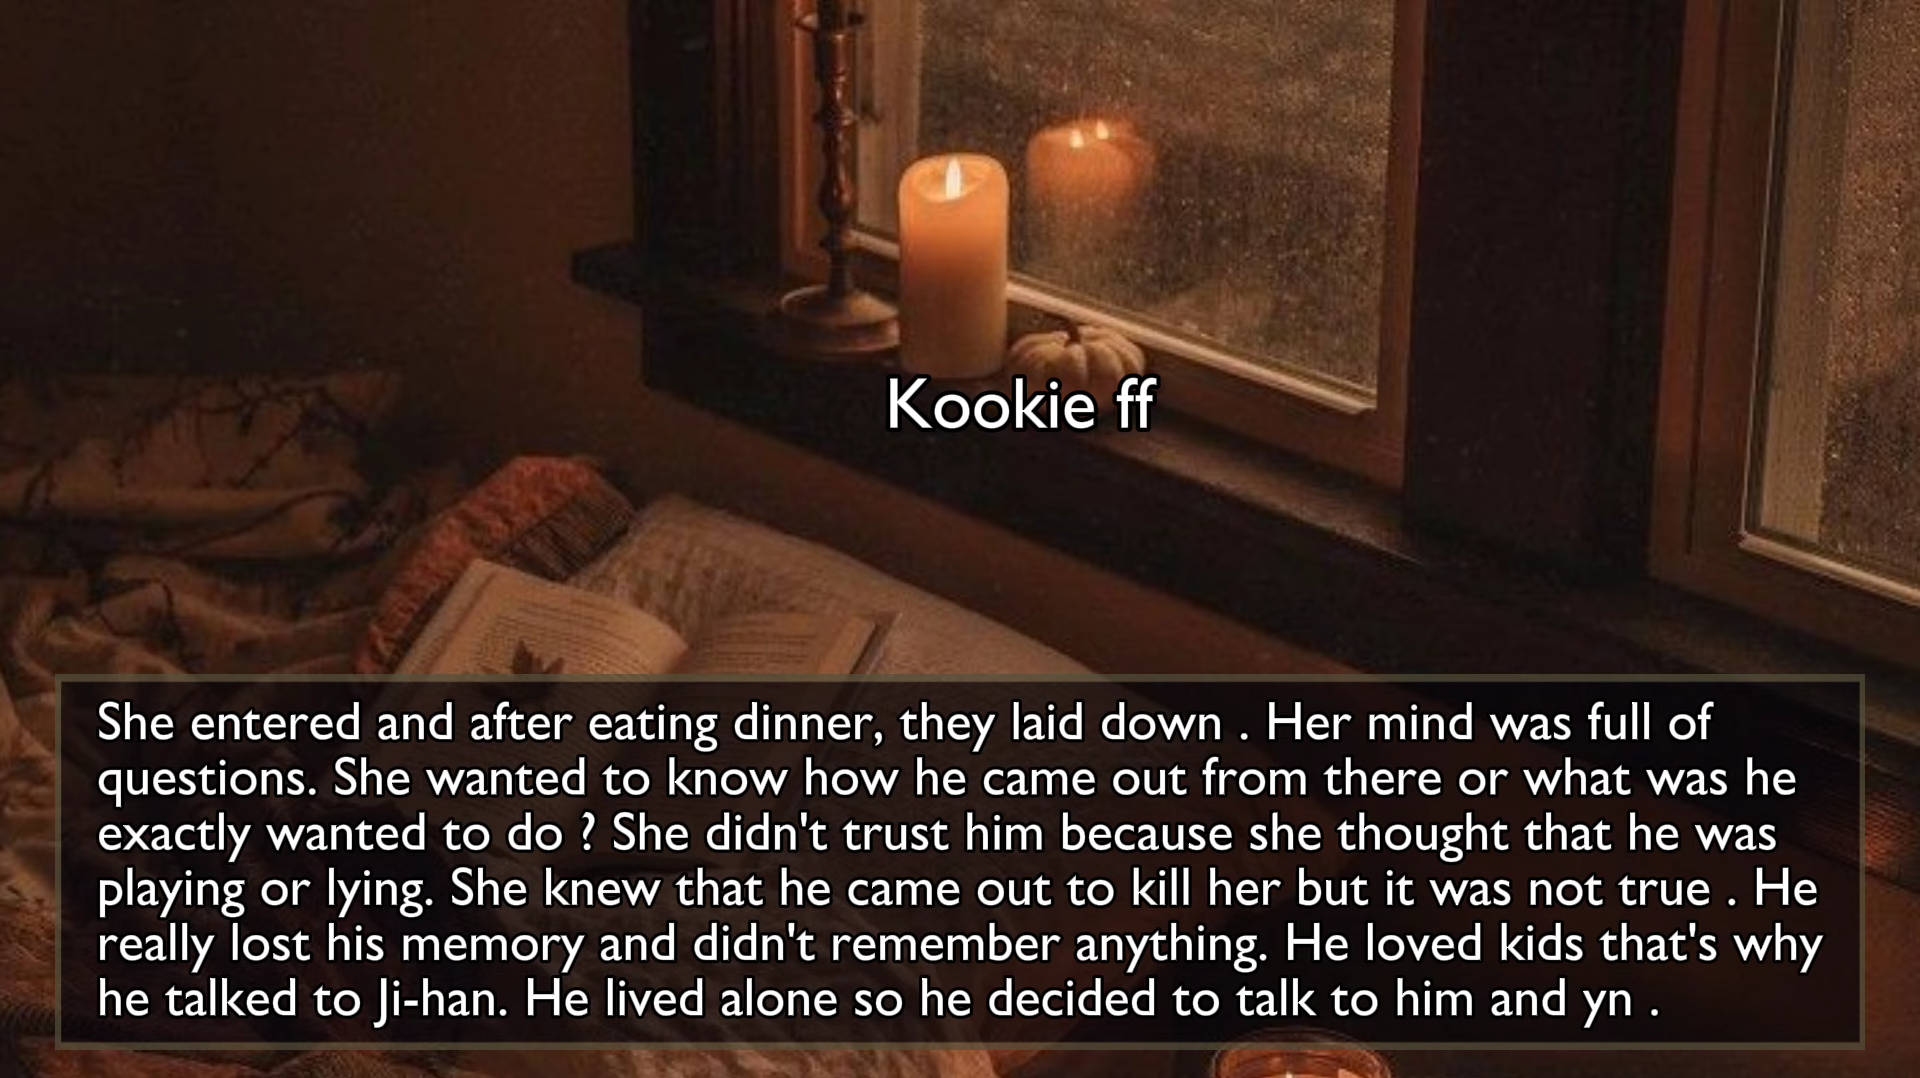 Kookie ff
She entered and after eating dinner, they laid down . Her mind was full of
questions. She wanted to know how he came out from there or what was he
exactly wanted to do ? She didn't trust him because she thought that he was
playing or lying. She knew that he came out to kill her but it was not true . He
really lost his memory and didn't remember anything. He loved kids that's why
he talked to Ji-han. He lived alone so he decided to talk to him and yn .